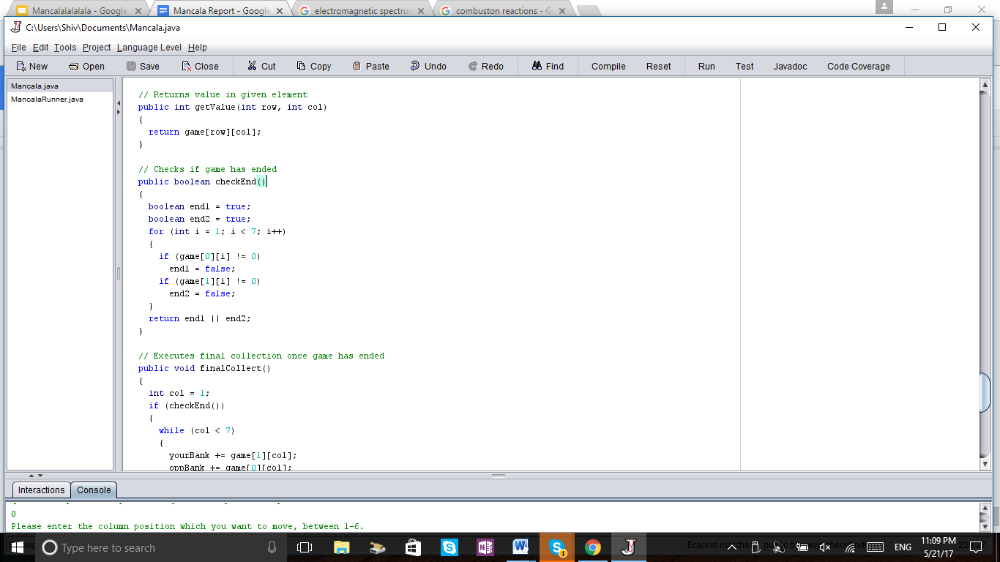 Mancalalalalala - Google
Mancala Report - Google
electromagnetic spectru
combuston reactions - G
C:\Users\Shiv\Documents\Mancala.java
File Edit Tools Project Language Level Help
New Open Save Close Cut Copy Paste Undo Redo Find Compile Reset Run Test Javadoc Code Coverage
Mancala.java
MancalaRunner.java
// Returns value in given element
public int getValue(int row, int col)
{
return game[row][col];
}
// Checks if game has ended
public boolean checkEnd()
{
boolean end1 = true;
boolean end2 = true;
for (int i = 1; i < 7; i++)
{
if (game[0][i] != 0)
end1 = false;
if (game[1][i] != 0)
end2 = false;
}
return end1 || end2;
}
// Executes final collection once game has ended
public void finalCollect()
{
int col = 1;
if (checkEnd())
{
while (col < 7)
{
yourBank += game[1][col];
oppBank += game[0][col];
Interactions Console
0
Please enter the column position which you want to move, between 1-6.
Type here to search
ENG
11:09 PM
5/21/17